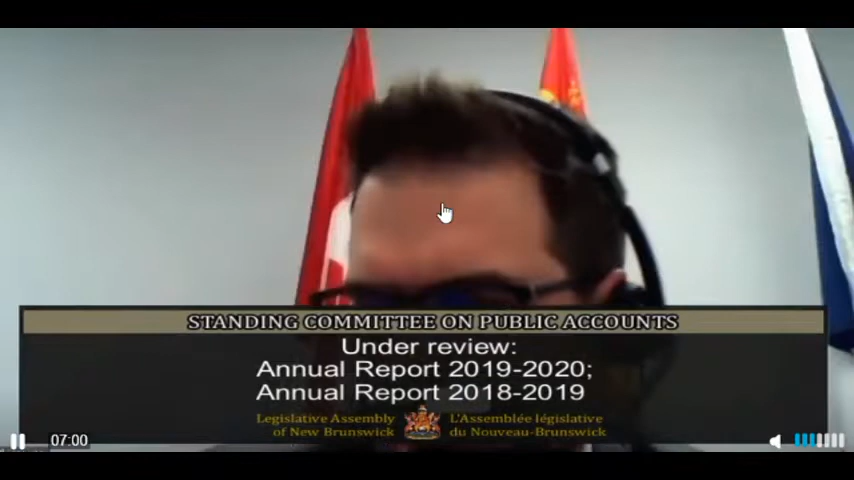 STANDING COMMITTEE ON PUBLIC ACCOUNTS
Under review:
Annual Report 2019-2020;
Annual Report 2018-2019
Legislative Assembly
of New Brunswick
L'Assemblée législative
du Nouveau-Brunswick
07:00